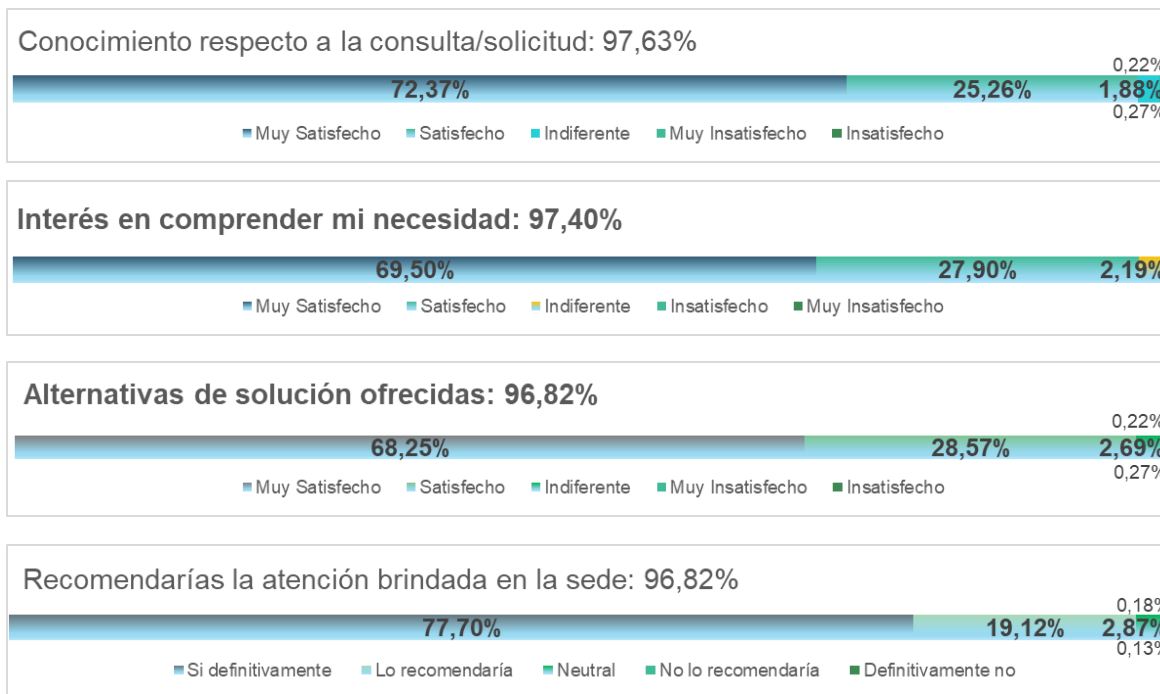 Conocimiento respecto a la consulta/solicitud: 97,63%
0,22%
72,37% 25,26% 1,88%
0,27%
Muy Satisfecho Satisfecho Indiferente Muy Insatisfecho Insatisfecho
Interés en comprender mi necesidad: 97,40%
69,50% 27,90% 2,19%
Muy Satisfecho Satisfecho Indiferente Insatisfecho Muy Insatisfecho
Alternativas de solución ofrecidas: 96,82%
0,22%
68,25% 28,57% 2,69%
0,27%
Muy Satisfecho Satisfecho Indiferente Muy Insatisfecho Insatisfecho
Recomendarías la atención brindada en la sede: 96,82%
0,18%
77,70% 19,12% 2,87%
0,13%
Si definitivamente Lo recomendaría Neutral No lo recomendaría Definitivamente no